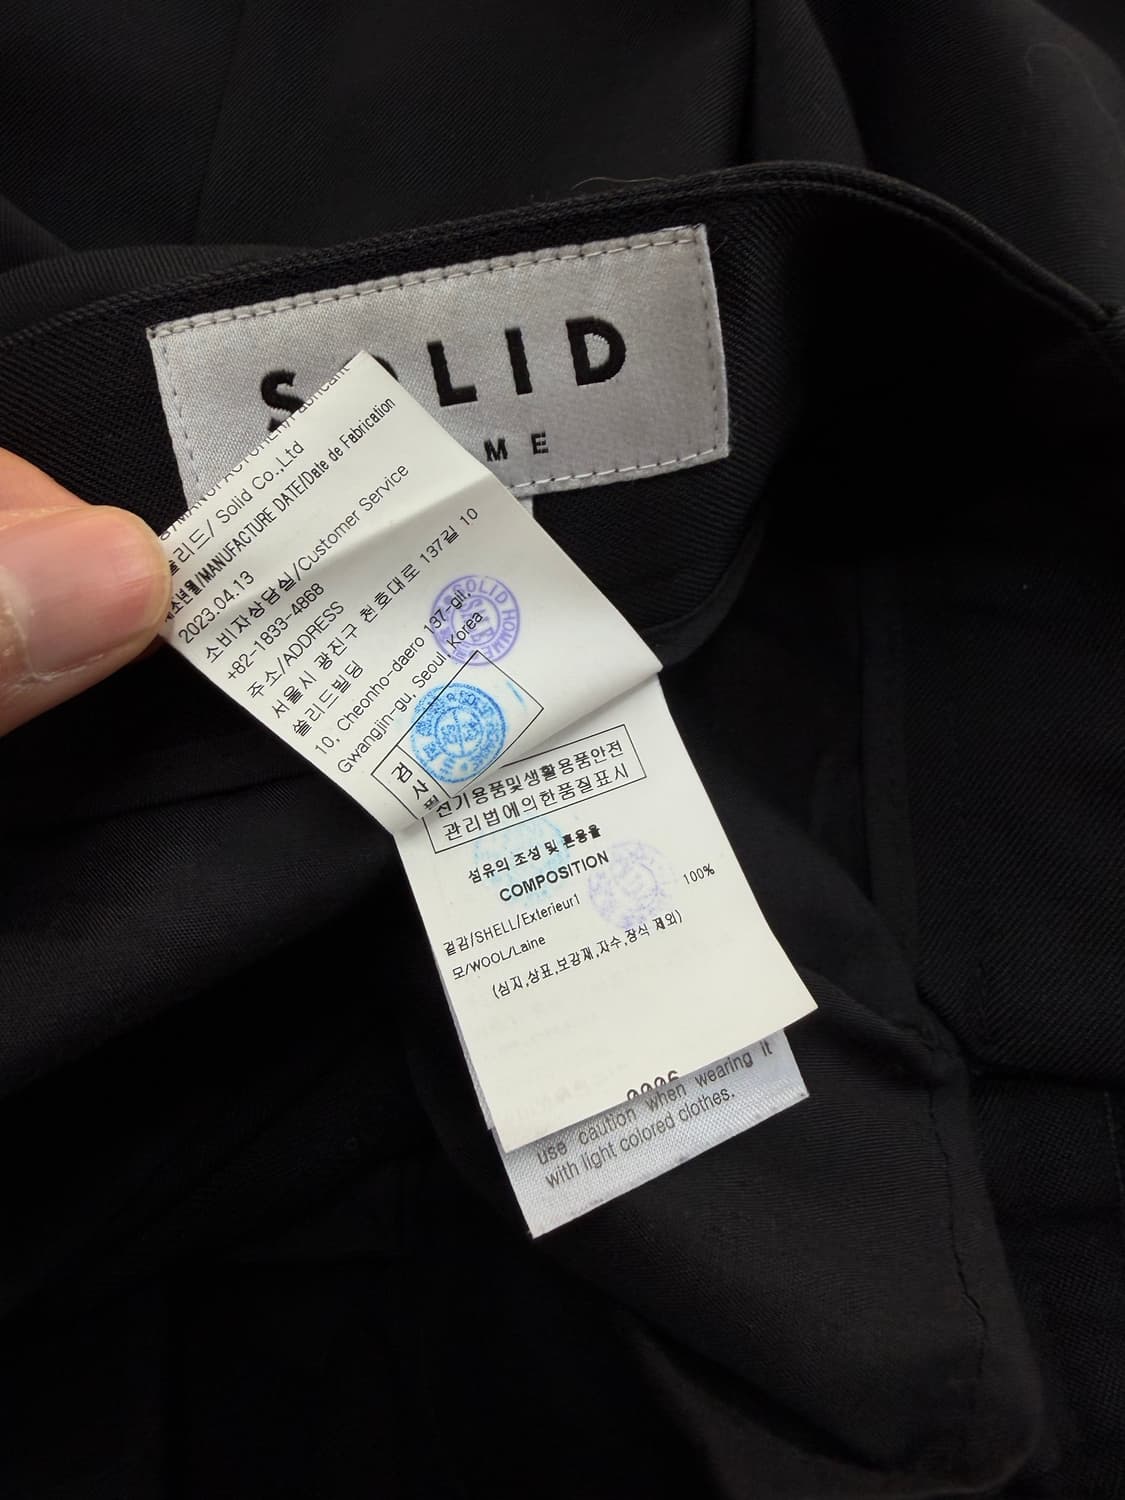 SOLID
ME
쏠리드/ Solid Co.,Ltd
제조년월/MANUFACTURE DATE/Date de Fabrication
2023.04.13
소비자상담실/Customer Service
+82-1833-4868
주소/ADDRESS
서울시 광진구 천호대로 137길 10
쏠리드빌딩
10, Cheonho-daero 137-gil,
Gwangjin-gu, Seoul, Korea
SOLID HOMME
검사필
전기용품및생활용품안전
관리법에의한품질표시
섬유의 조성 및 혼용율
COMPOSITION
겉감/SHELL/Exterieur1
모/WOOL/Laine 100%
(심지,상표,보강재,자수,장식 제외)
use caution when wearing it
with light colored clothes.